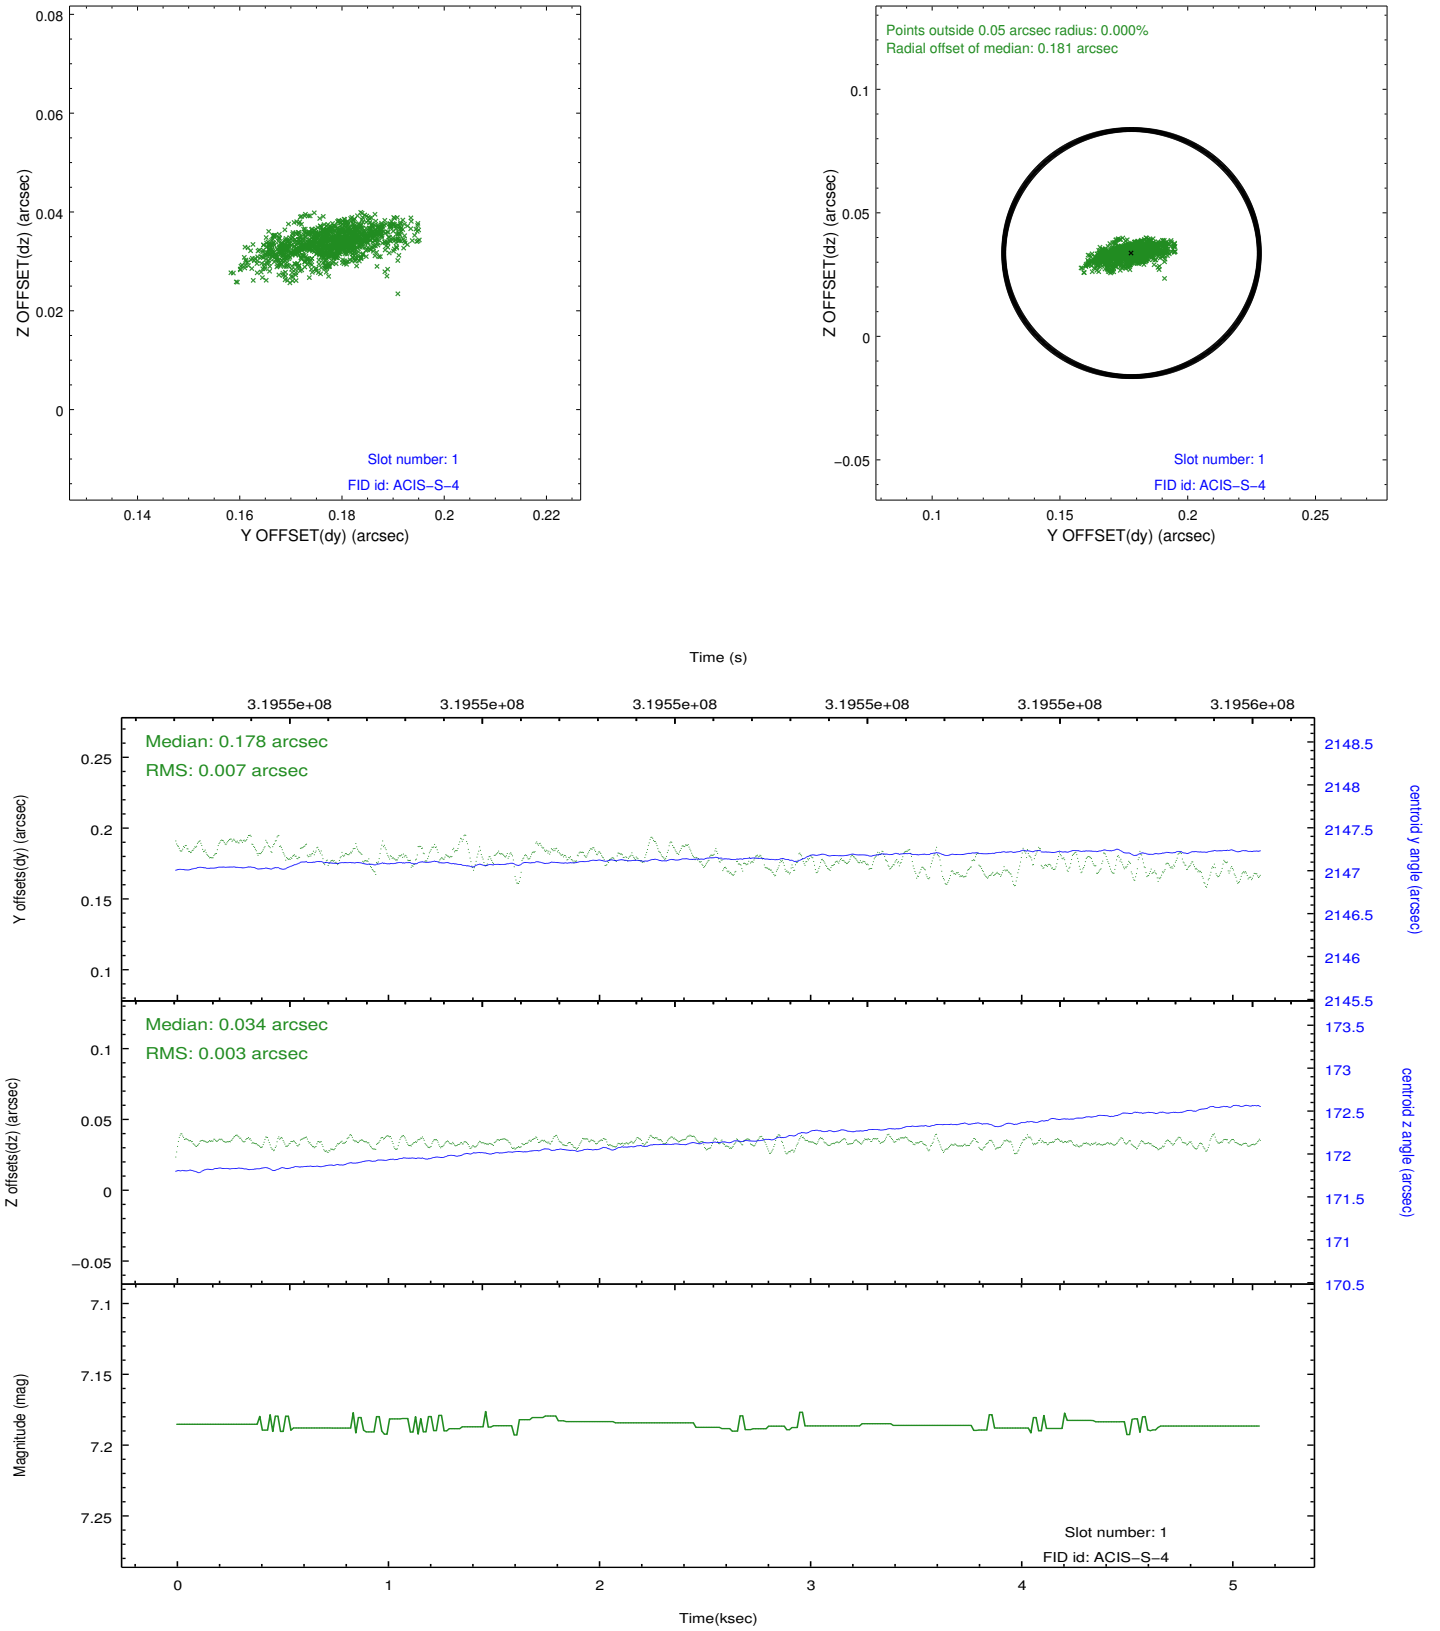 0.08
0.06
0.04
0.02
0
Z OFFSET(dz) (arcsec)
Slot number: 1
FID id: ACIS−S−4
0.14 0.16 0.18 0.2 0.22
Y OFFSET(dy) (arcsec)
Points outside 0.05 arcsec radius: 0.000%
Radial offset of median: 0.181 arcsec
0.1
0.05
0
−0.05
Z OFFSET(dz) (arcsec)
Slot number: 1
FID id: ACIS−S−4
0.1 0.15 0.2 0.25
Y OFFSET(dy) (arcsec)
Time (s)
3.1955e+08 3.1955e+08 3.1955e+08 3.1955e+08 3.1955e+08 3.1956e+08
Median: 0.178 arcsec
RMS: 0.007 arcsec
0.25
0.2
0.15
0.1
Y offsets(dy) (arcsec)
2148.5
2148
2147.5
2147
2146.5
2146
2145.5
centroid y angle (arcsec)
Median: 0.034 arcsec
RMS: 0.003 arcsec
0.1
0.05
0
−0.05
Z offsets(dz) (arcsec)
173.5
173
172.5
172
171.5
171
170.5
centroid z angle (arcsec)
7.1
7.15
7.2
7.25
Magnitude (mag)
Slot number: 1
FID id: ACIS−S−4
0 1 2 3 4 5
Time(ksec)